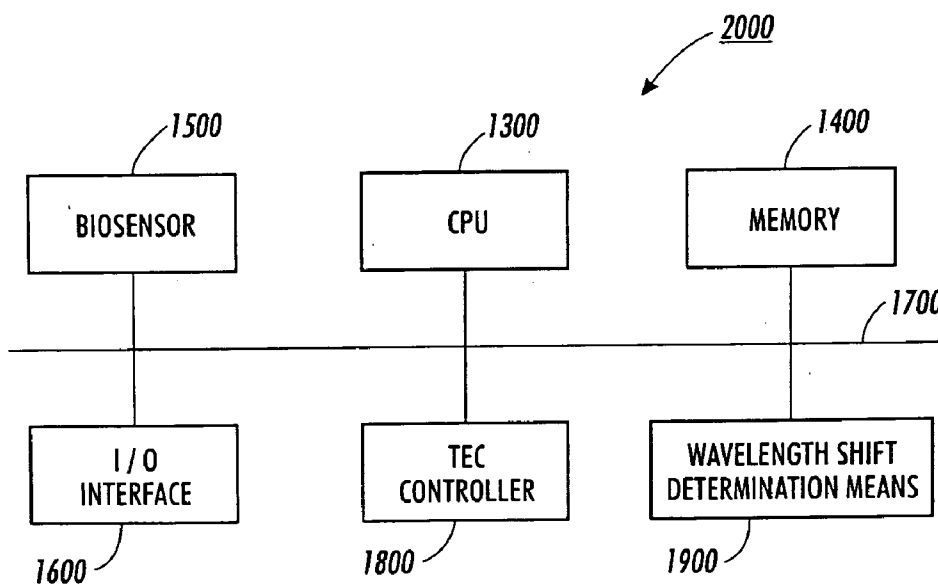 2000
1500
1300
1400
BIOSENSOR
CPU
MEMORY
1700
I / O
INTERFACE
TEC
CONTROLLER
WAVELENGTH SHIFT
DETERMINATION MEANS
1600
1800
1900